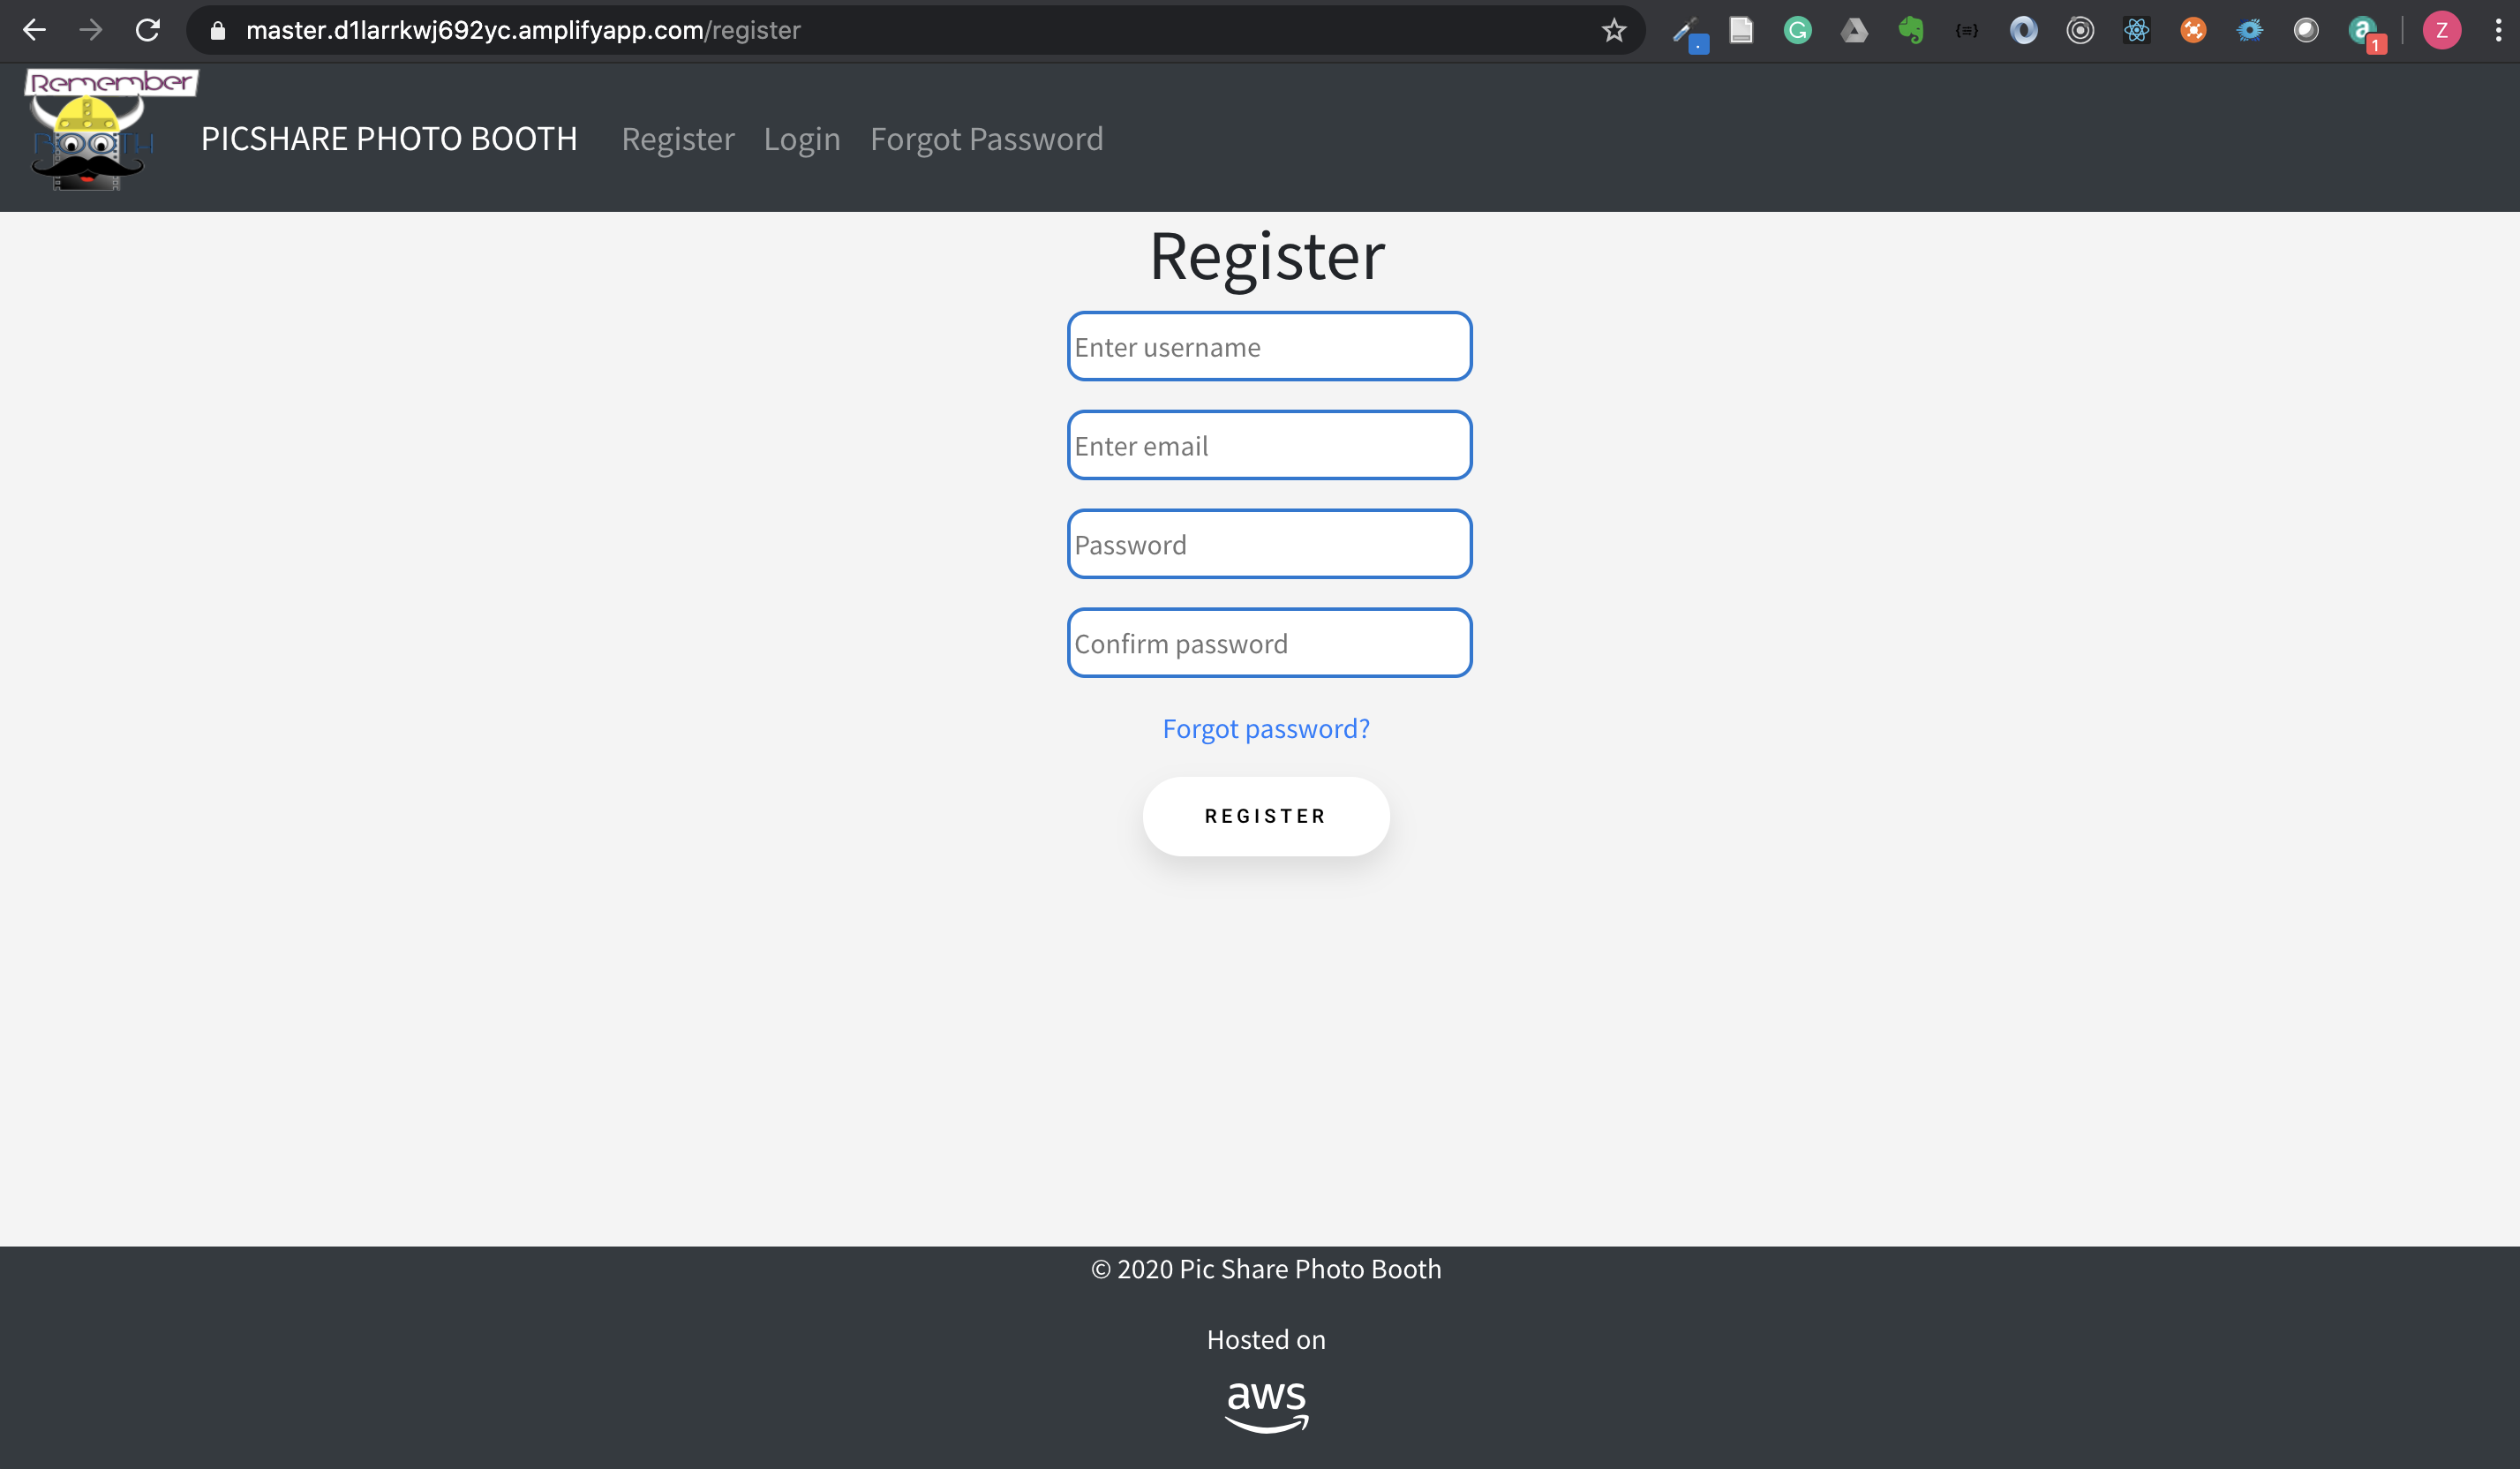 master.d1larrkwj692yc.amplifyapp.com/register
1
Z
Remember
BOOTH
PICSHARE PHOTO BOOTH
Register
Login
Forgot Password
Register
Enter username
Enter email
Password
Confirm password
Forgot password?
REGISTER
© 2020 Pic Share Photo Booth
Hosted on
aws